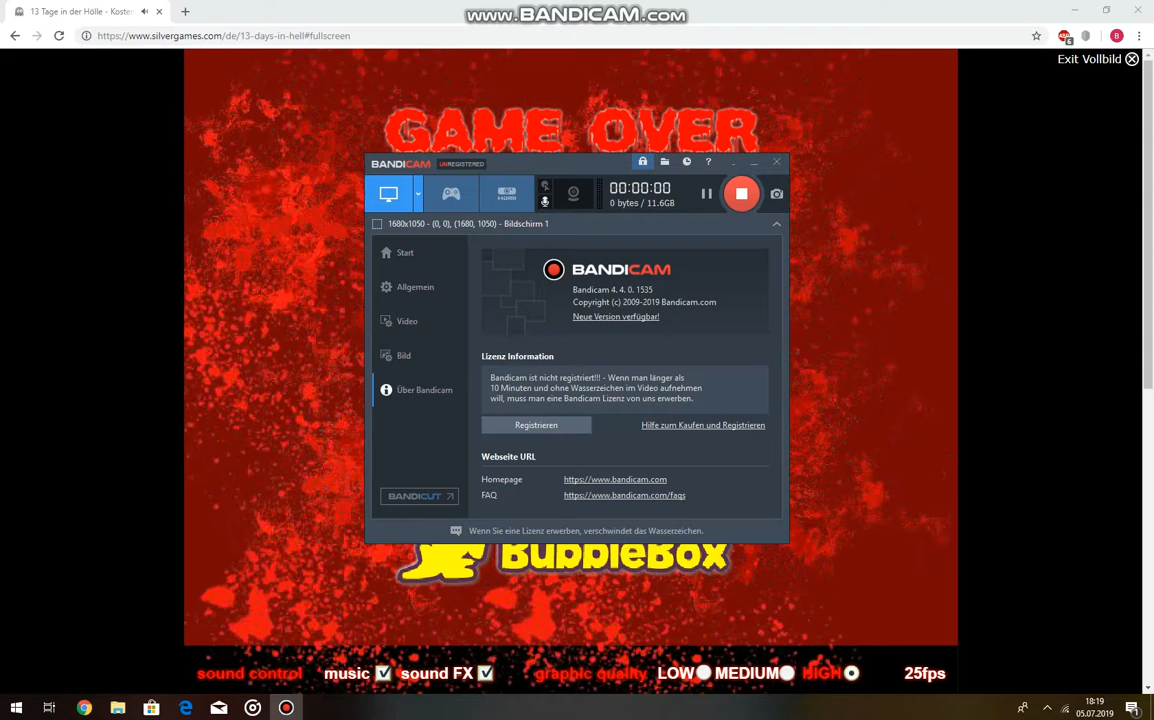 www.BANDICAM.com
13 Tage in der Hölle - Kosten
https://www.silvergames.com/de/13-days-in-hell#fullscreen
6
B
Exit Vollbild
GAME OVER
BANDICAM UNREGISTERED
HDMI
00:00:00
0 bytes / 11.6GB
1680x1050 - (0, 0), (1680, 1050) - Bildschirm 1
Start
Allgemein
Video
Bild
Über Bandicam
BANDICUT
BANDICAM
Bandicam 4. 4. 0. 1535
Copyright (c) 2009-2019 Bandicam.com
Neue Version verfügbar!
Lizenz Information
Bandicam ist nicht registriert!!! - Wenn man länger als
10 Minuten und ohne Wasserzeichen im Video aufnehmen
will, muss man eine Bandicam Lizenz von uns erwerben.
Registrieren
Hilfe zum Kaufen und Registrieren
Webseite URL
Homepage https://www.bandicam.com
FAQ https://www.bandicam.com/faqs
Wenn Sie eine Lizenz erwerben, verschwindet das Wasserzeichen.
BubbleBox
sound control music sound FX graphic quality LOW MEDIUM HIGH 25fps
18:19
05.07.2019
1